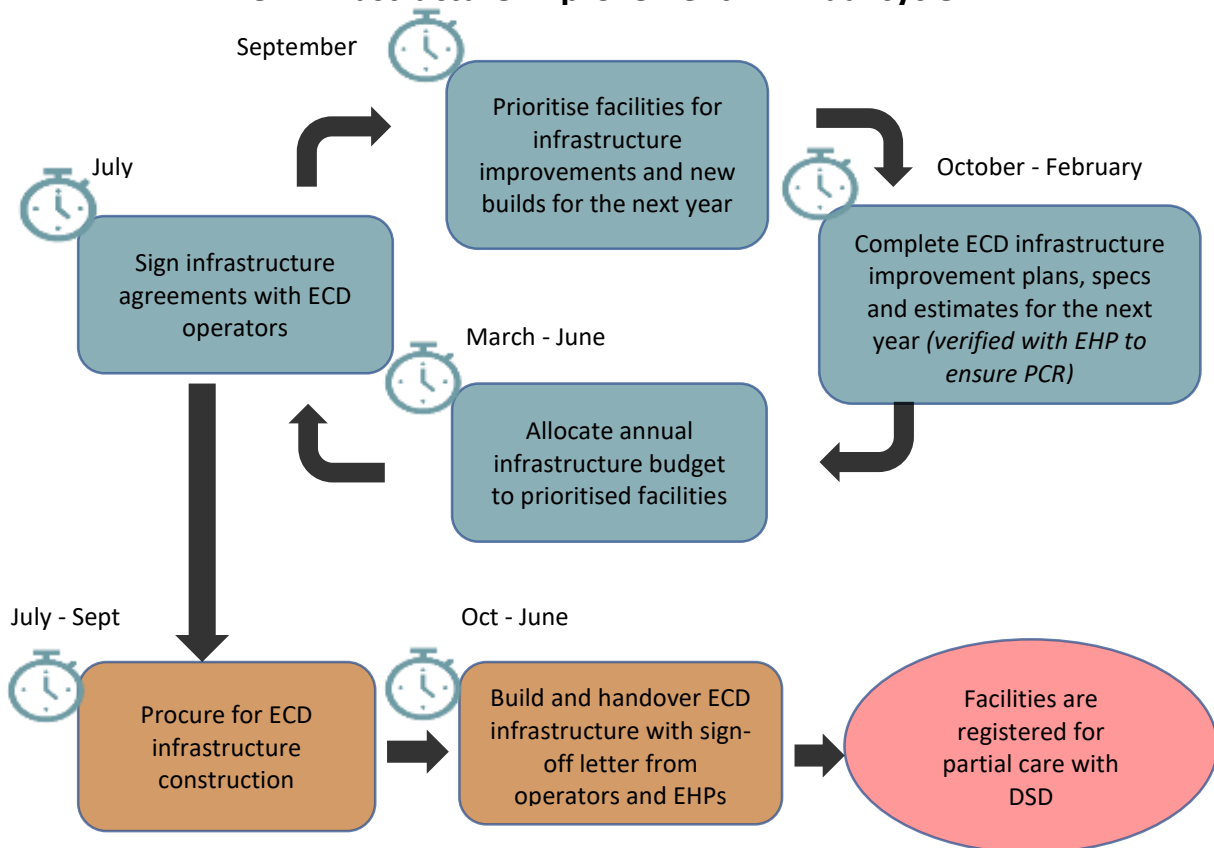 September
Prioritise facilities for
infrastructure
improvements and new
builds for the next year
July
October - February
Sign infrastructure
agreements with ECD
operators
Complete ECD infrastructure
improvement plans, specs
and estimates for the next
year (verified with EHP to
ensure PCR)
March - June
Allocate annual
infrastructure budget
to prioritised facilities
July - Sept
Oct - June
Procure for ECD
infrastructure
construction
Build and handover ECD
infrastructure with sign-
off letter from
operators and EHPs
Facilities are
registered for
partial care with
DSD